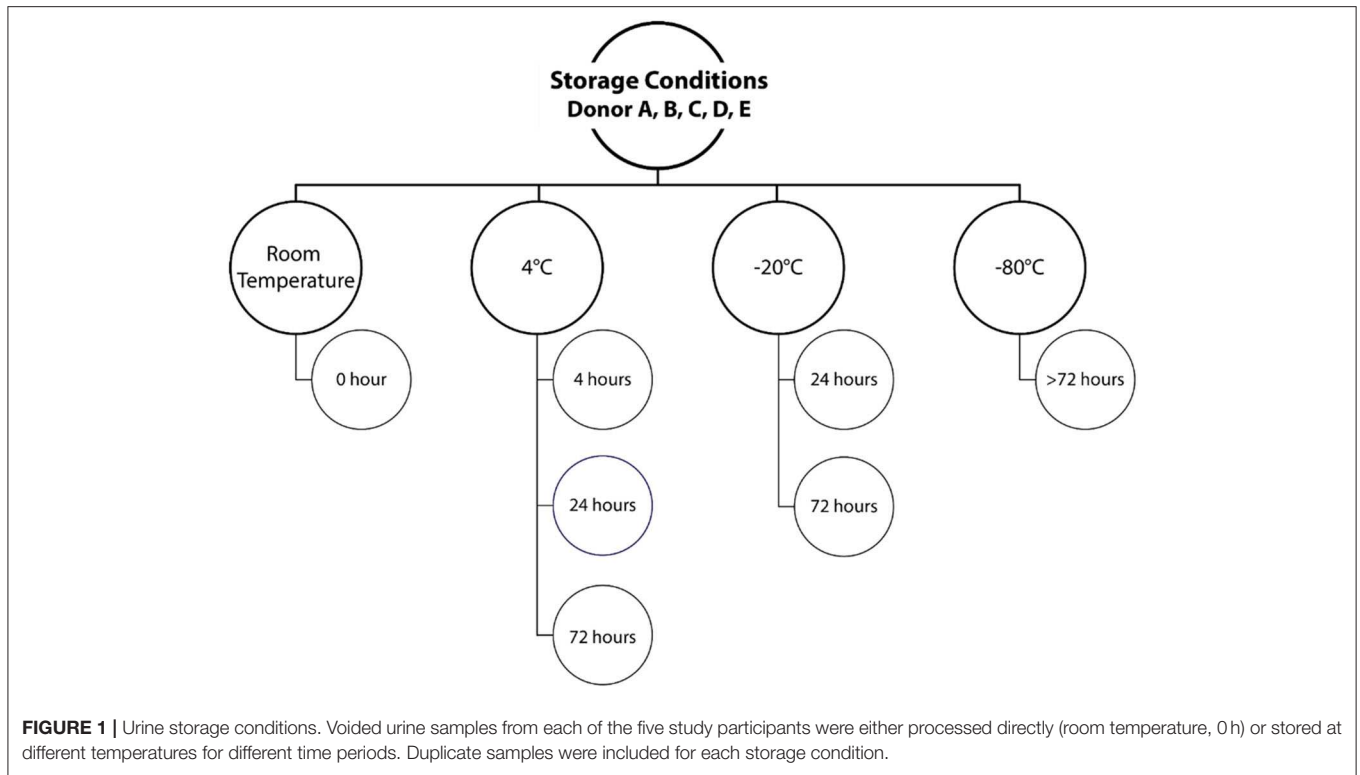 Storage Conditions
Donor A, B, C, D, E
Room
Temperature
4°C
-20°C
-80°C
0 hour
4 hours
24 hours
>72 hours
24 hours
72 hours
72 hours
FIGURE 1 | Urine storage conditions. Voided urine samples from each of the five study participants were either processed directly (room temperature, 0 h) or stored at
different temperatures for different time periods. Duplicate samples were included for each storage condition.